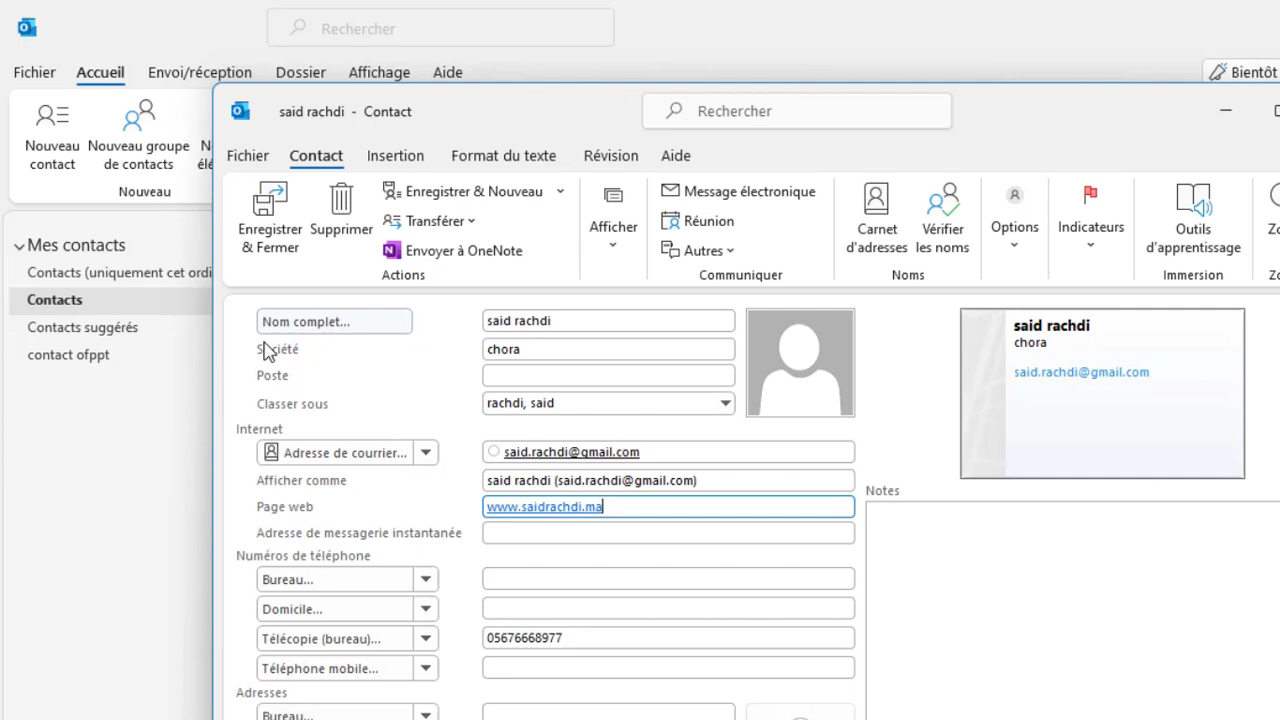 Rechercher
Fichier Accueil Envoi/réception Dossier Affichage Aide
Bientôt
said rachdi - Contact
Rechercher
Nouveau contact
Nouveau groupe de contacts
Nouveau
Fichier Contact Insertion Format du texte Révision Aide
Enregistrer & Fermer
Supprimer
Enregistrer & Nouveau
Transférer
Envoyer à OneNote
Actions
Afficher
Message électronique
Réunion
Autres
Communiquer
Carnet d'adresses
Vérifier les noms
Noms
Options
Indicateurs
Outils d'apprentissage
Immersion
Mes contacts
Contacts (uniquement cet ordi
Contacts
Contacts suggérés
contact ofppt
Nom complet... said rachdi
Société chora
Poste
Classer sous rachdi, said
Internet
Adresse de courrier... said.rachdi@gmail.com
Afficher comme said rachdi (said.rachdi@gmail.com)
Page web www.saidrachdi.ma
Adresse de messagerie instantanée
Numéros de téléphone
Bureau...
Domicile...
Télécopie (bureau)... 05676668977
Téléphone mobile...
Adresses
Bureau...
said rachdi
chora
said.rachdi@gmail.com
Notes